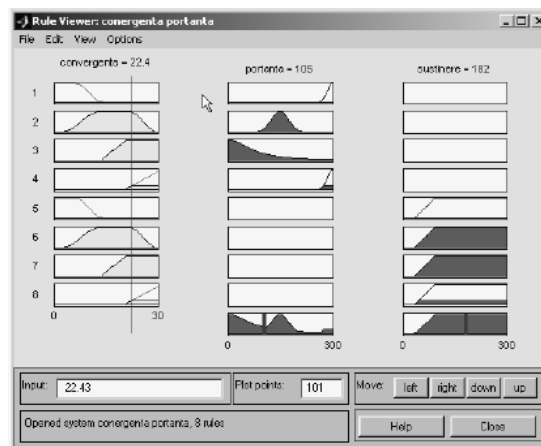 Rule Viewer: conergenta portanta
File Edit View Options
convergenta = 22.4
portanta = 105
sustinere = 182
1
2
3
4
5
6
7
8
0 30
0 300
0 300
Input: 22.43
Plot points: 101
Move: left right down up
Opened system conergenta portanta, 8 rules
Help Close